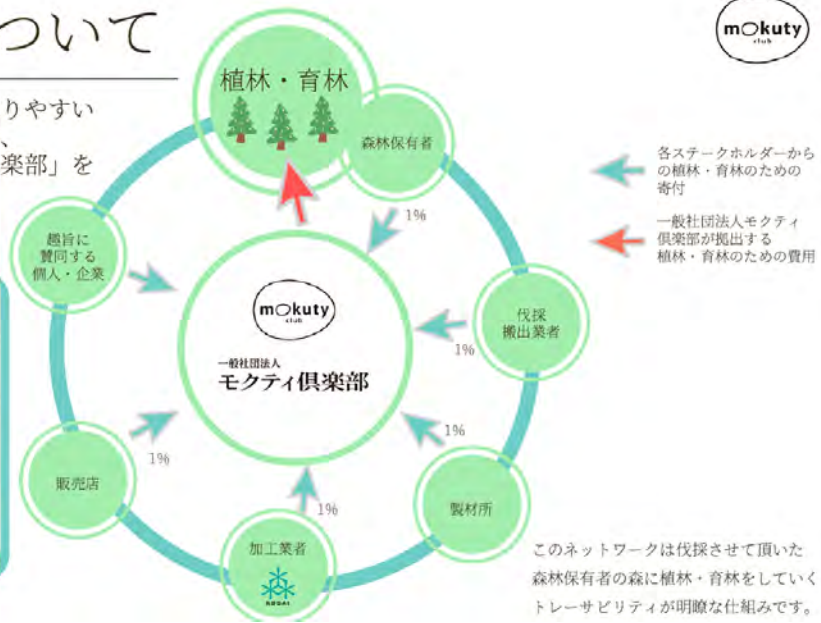 ついて
りやすい
、
楽部」を
mokuty
club
植林・育林
森林保有者
各ステークホルダーから
の植林・育林のための
寄付
一般社団法人モクティ
倶楽部が拠出する
植林・育林のための費用
1%
趣旨に
賛同する
個人・企業
mokuty
club
一般社団法人
モクティ倶楽部
伐採
搬出業者
1%
1%
1%
販売店
製材所
1%
加工業者
このネットワークは伐採させて頂いた
森林保有者の森に植林・育林をしていく
トレーサビリティが明瞭な仕組みです。